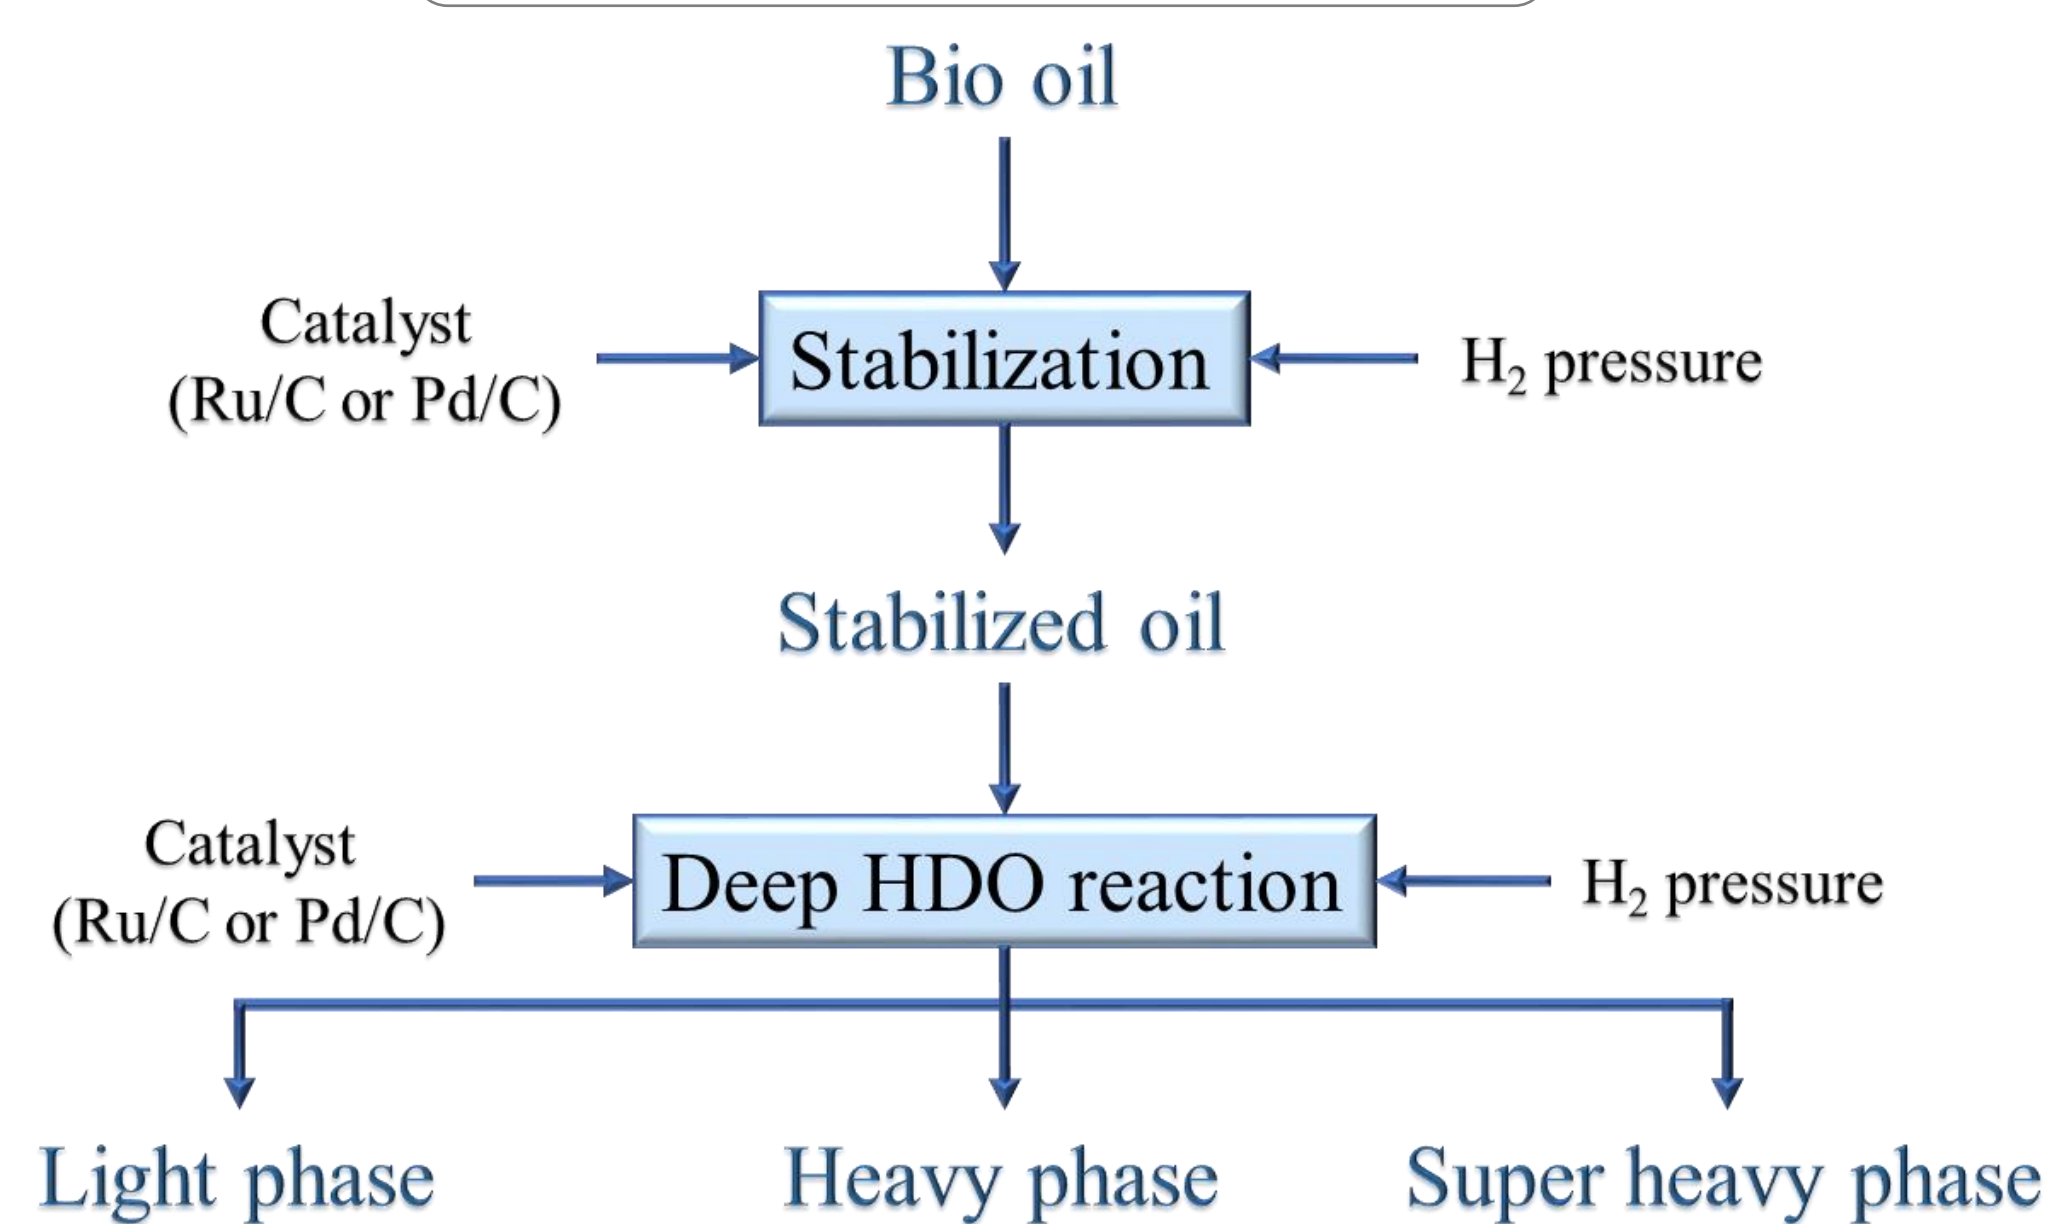 Bio oil
Catalyst
(Ru/C or Pd/C)
Stabilization
H₂ pressure
Stabilized oil
Catalyst
(Ru/C or Pd/C)
Deep HDO reaction
H₂ pressure
Light phase
Heavy phase
Super heavy phase